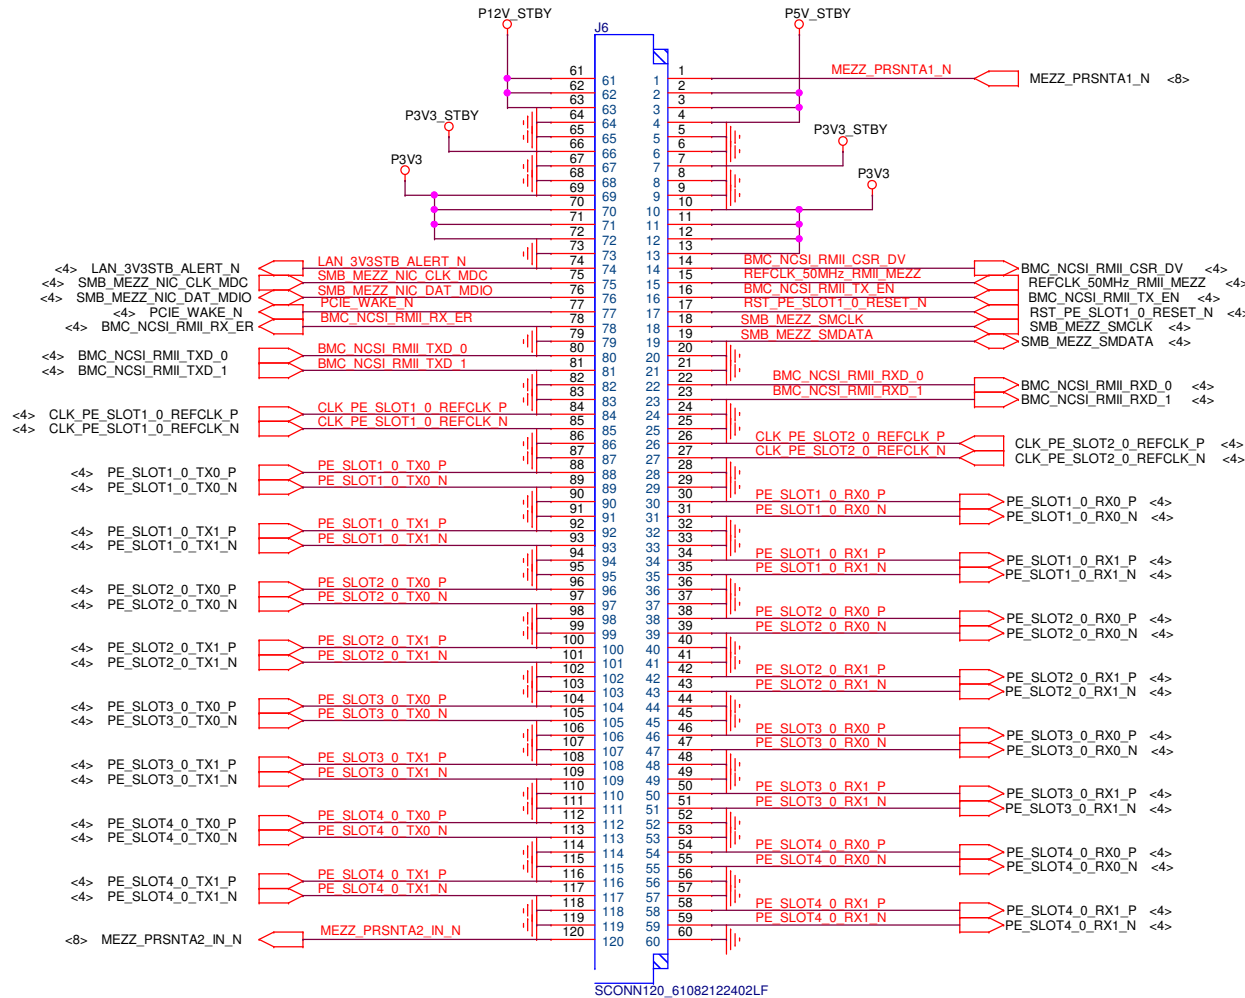 P12V_STBY P5V_STBY
J6
61 61 1 1 MEZZ_PRSNTA1_N MEZZ_PRSNTA1_N <8>
62 62 2 2
63 63 3 3
P3V3_STBY 64 64 4 4 P3V3_STBY
65 65 5 5
66 66 6 6
P3V3 67 67 7 7 P3V3
68 68 8 8
69 69 9 9
70 70 10 10
71 71 11 11
72 72 12 12
73 73 13 13
<4> LAN_3V3STB_ALERT_N LAN_3V3STB_ALERT_N 74 74 14 14 BMC_NCSI_RMII_CSR_DV BMC_NCSI_RMII_CSR_DV <4>
<4> SMB_MEZZ_NIC_CLK_MDC SMB_MEZZ_NIC_CLK_MDC 75 75 15 15 REFCLK_50MHz_RMII_MEZZ REFCLK_50MHz_RMII_MEZZ <4>
<4> SMB_MEZZ_NIC_DAT_MDIO SMB_MEZZ_NIC_DAT_MDIO 76 76 16 16 BMC_NCSI_RMII_TX_EN BMC_NCSI_RMII_TX_EN <4>
<4> PCIE_WAKE_N PCIE_WAKE_N 77 77 17 17 RST_PE_SLOT1_0_RESET_N RST_PE_SLOT1_0_RESET_N <4>
<4> BMC_NCSI_RMII_RX_ER BMC_NCSI_RMII_RX_ER 78 78 18 18 SMB_MEZZ_SMCLK SMB_MEZZ_SMCLK <4>
79 79 19 19 SMB_MEZZ_SMDATA SMB_MEZZ_SMDATA <4>
<4> BMC_NCSI_RMII_TXD_0 BMC_NCSI_RMII_TXD_0 80 80 20 20
<4> BMC_NCSI_RMII_TXD_1 BMC_NCSI_RMII_TXD_1 81 81 21 21
82 82 22 22 BMC_NCSI_RMII_RXD_0 BMC_NCSI_RMII_RXD_0 <4>
83 83 23 23 BMC_NCSI_RMII_RXD_1 BMC_NCSI_RMII_RXD_1 <4>
<4> CLK_PE_SLOT1_0_REFCLK_P CLK_PE_SLOT1_0_REFCLK_P 84 84 24 24
<4> CLK_PE_SLOT1_0_REFCLK_N CLK_PE_SLOT1_0_REFCLK_N 85 85 25 25
86 86 26 26 CLK_PE_SLOT2_0_REFCLK_P CLK_PE_SLOT2_0_REFCLK_P <4>
87 87 27 27 CLK_PE_SLOT2_0_REFCLK_N CLK_PE_SLOT2_0_REFCLK_N <4>
<4> PE_SLOT1_0_TX0_P PE_SLOT1_0_TX0_P 88 88 28 28
<4> PE_SLOT1_0_TX0_N PE_SLOT1_0_TX0_N 89 89 29 29
90 90 30 30 PE_SLOT1_0_RX0_P PE_SLOT1_0_RX0_P <4>
91 91 31 31 PE_SLOT1_0_RX0_N PE_SLOT1_0_RX0_N <4>
<4> PE_SLOT1_0_TX1_P PE_SLOT1_0_TX1_P 92 92 32 32
<4> PE_SLOT1_0_TX1_N PE_SLOT1_0_TX1_N 93 93 33 33
94 94 34 34 PE_SLOT1_0_RX1_P PE_SLOT1_0_RX1_P <4>
95 95 35 35 PE_SLOT1_0_RX1_N PE_SLOT1_0_RX1_N <4>
<4> PE_SLOT2_0_TX0_P PE_SLOT2_0_TX0_P 96 96 36 36
<4> PE_SLOT2_0_TX0_N PE_SLOT2_0_TX0_N 97 97 37 37
98 98 38 38 PE_SLOT2_0_RX0_P PE_SLOT2_0_RX0_P <4>
99 99 39 39 PE_SLOT2_0_RX0_N PE_SLOT2_0_RX0_N <4>
<4> PE_SLOT2_0_TX1_P PE_SLOT2_0_TX1_P 100 100 40 40
<4> PE_SLOT2_0_TX1_N PE_SLOT2_0_TX1_N 101 101 41 41
102 102 42 42 PE_SLOT2_0_RX1_P PE_SLOT2_0_RX1_P <4>
103 103 43 43 PE_SLOT2_0_RX1_N PE_SLOT2_0_RX1_N <4>
<4> PE_SLOT3_0_TX0_P PE_SLOT3_0_TX0_P 104 104 44 44
<4> PE_SLOT3_0_TX0_N PE_SLOT3_0_TX0_N 105 105 45 45
106 106 46 46 PE_SLOT3_0_RX0_P PE_SLOT3_0_RX0_P <4>
107 107 47 47 PE_SLOT3_0_RX0_N PE_SLOT3_0_RX0_N <4>
<4> PE_SLOT3_0_TX1_P PE_SLOT3_0_TX1_P 108 108 48 48
<4> PE_SLOT3_0_TX1_N PE_SLOT3_0_TX1_N 109 109 49 49
110 110 50 50 PE_SLOT3_0_RX1_P PE_SLOT3_0_RX1_P <4>
111 111 51 51 PE_SLOT3_0_RX1_N PE_SLOT3_0_RX1_N <4>
<4> PE_SLOT4_0_TX0_P PE_SLOT4_0_TX0_P 112 112 52 52
<4> PE_SLOT4_0_TX0_N PE_SLOT4_0_TX0_N 113 113 53 53
114 114 54 54 PE_SLOT4_0_RX0_P PE_SLOT4_0_RX0_P <4>
115 115 55 55 PE_SLOT4_0_RX0_N PE_SLOT4_0_RX0_N <4>
<4> PE_SLOT4_0_TX1_P PE_SLOT4_0_TX1_P 116 116 56 56
<4> PE_SLOT4_0_TX1_N PE_SLOT4_0_TX1_N 117 117 57 57
118 118 58 58 PE_SLOT4_0_RX1_P PE_SLOT4_0_RX1_P <4>
119 119 59 59 PE_SLOT4_0_RX1_N PE_SLOT4_0_RX1_N <4>
<8> MEZZ_PRSNTA2_IN_N MEZZ_PRSNTA2_IN_N 120 120 60 60
SCONN120_61082122402LF